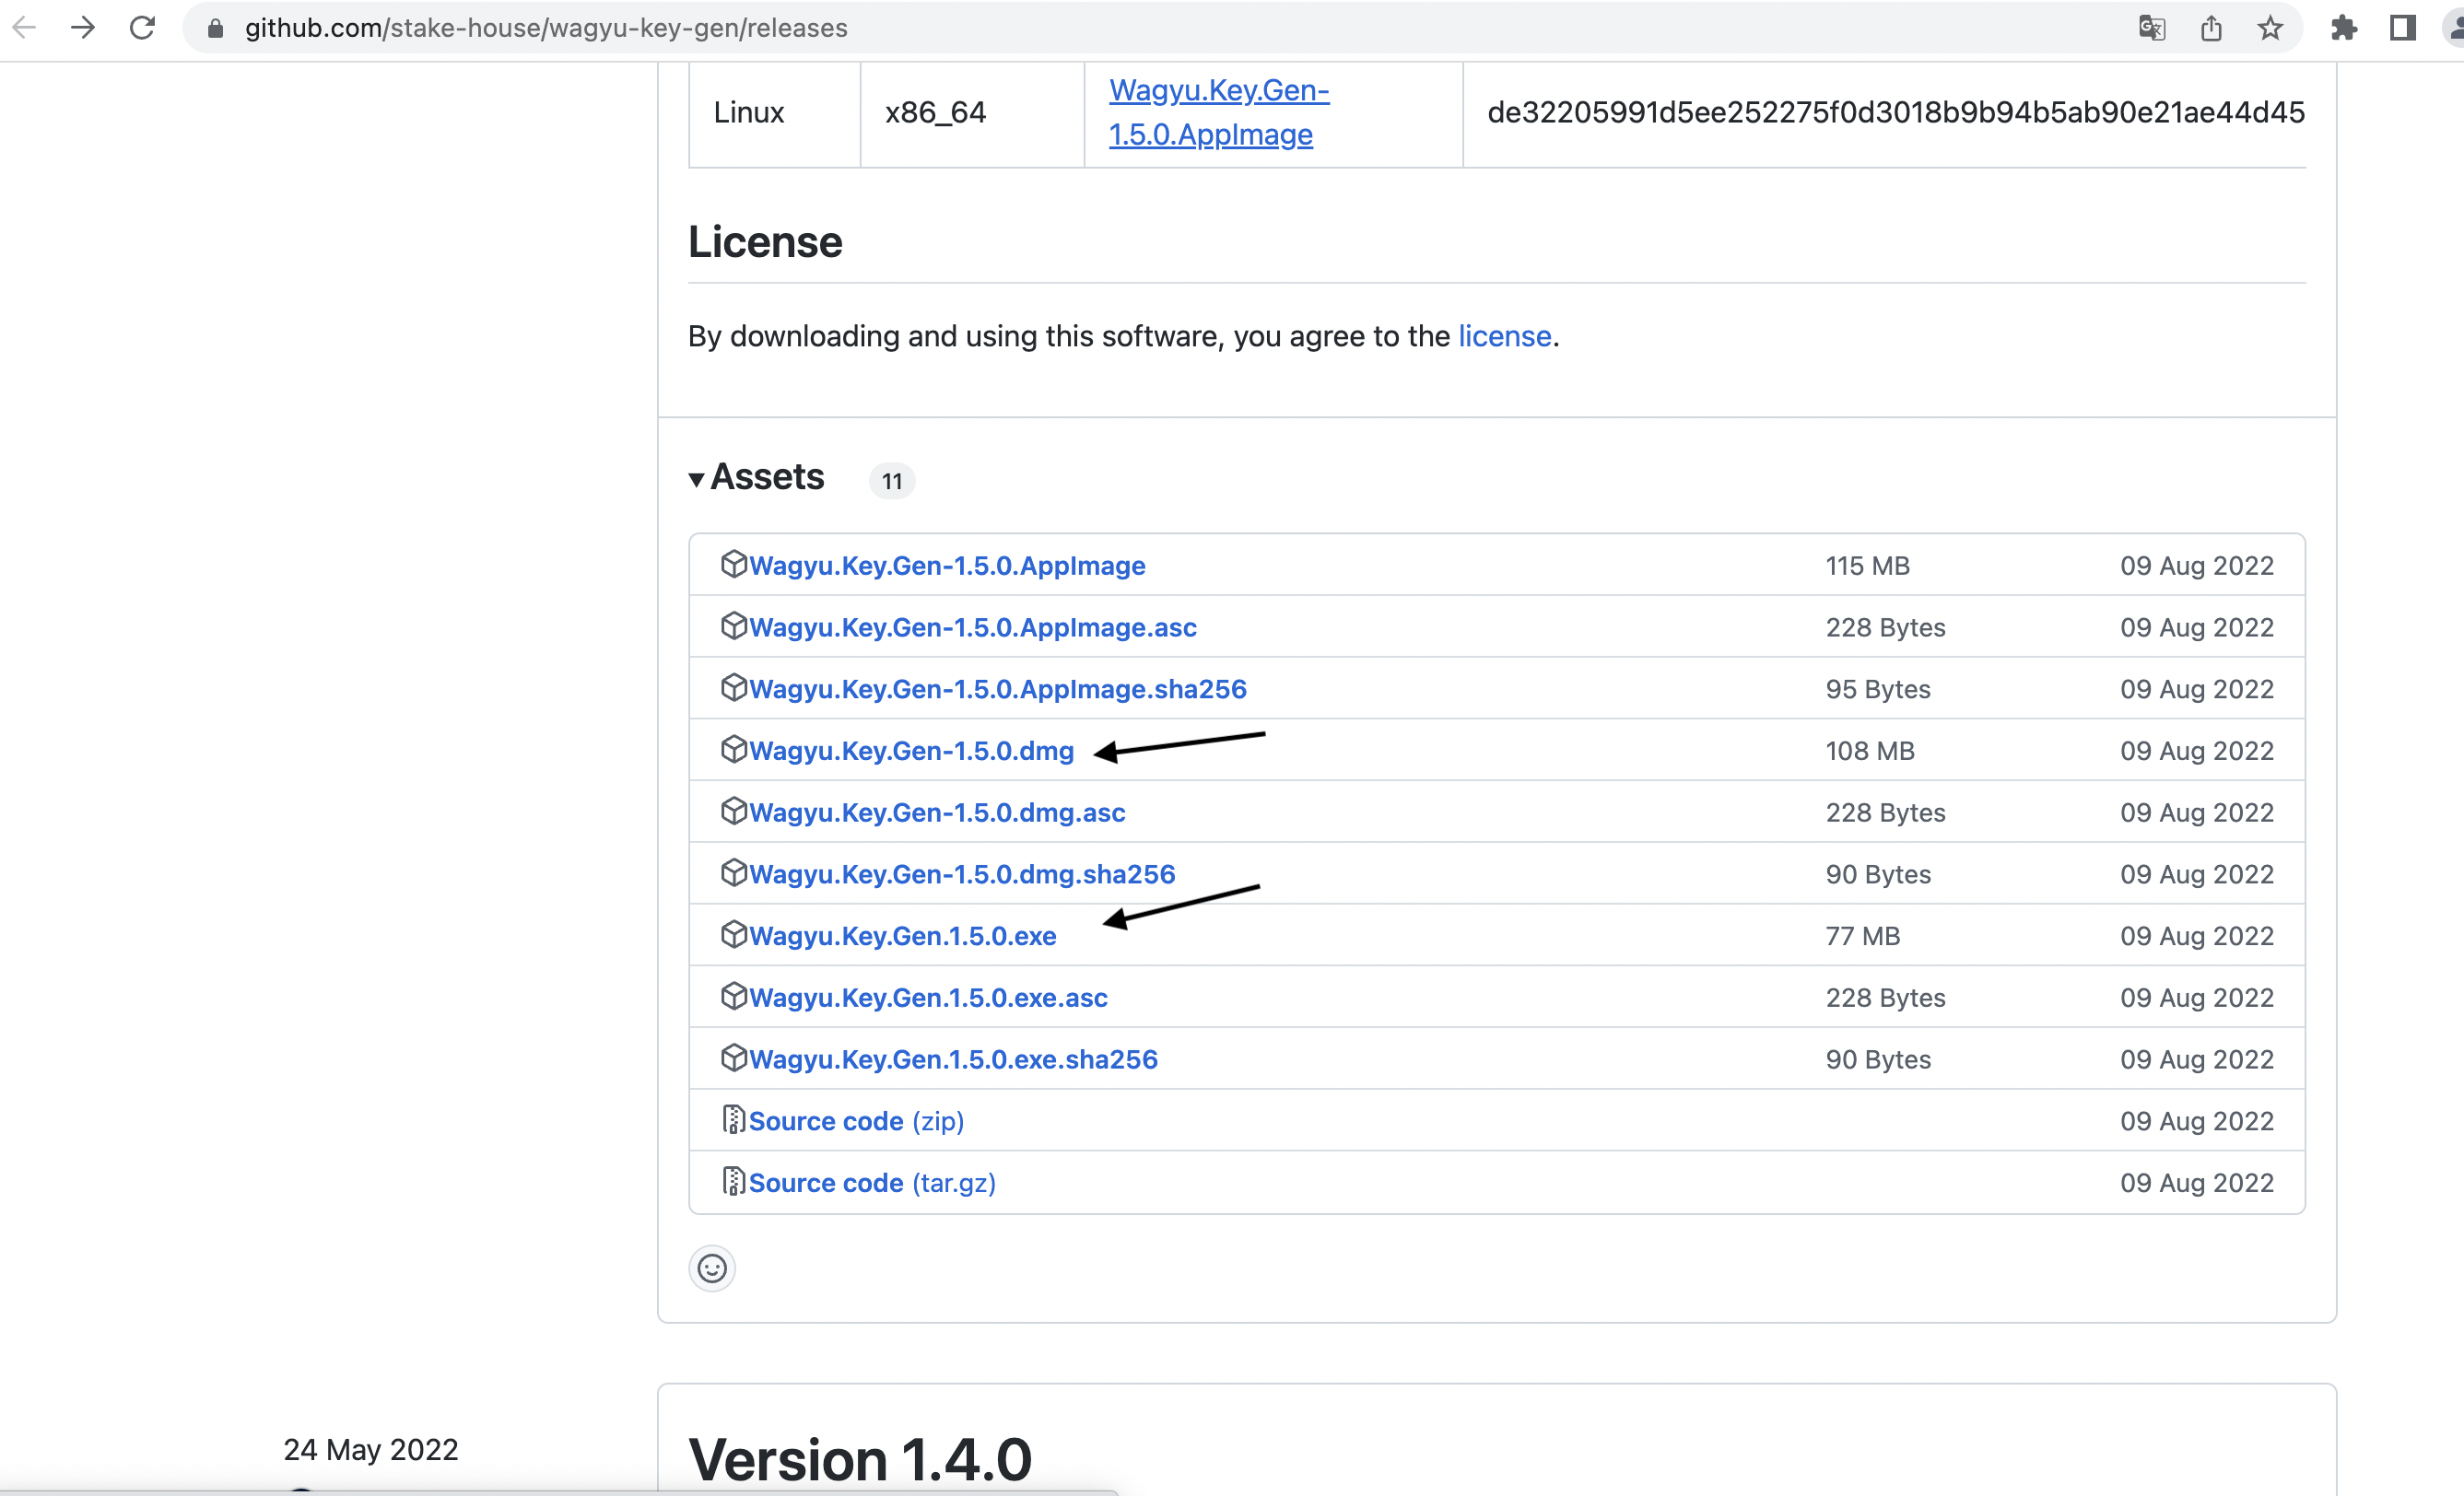 github.com/stake-house/wagyu-key-gen/releases
Linux x86_64 Wagyu.Key.Gen-1.5.0.AppImage de32205991d5ee252275f0d3018b9b94b5ab90e21ae44d45
License
By downloading and using this software, you agree to the license.
Assets 11
Wagyu.Key.Gen-1.5.0.AppImage 115 MB 09 Aug 2022
Wagyu.Key.Gen-1.5.0.AppImage.asc 228 Bytes 09 Aug 2022
Wagyu.Key.Gen-1.5.0.AppImage.sha256 95 Bytes 09 Aug 2022
Wagyu.Key.Gen-1.5.0.dmg 108 MB 09 Aug 2022
Wagyu.Key.Gen-1.5.0.dmg.asc 228 Bytes 09 Aug 2022
Wagyu.Key.Gen-1.5.0.dmg.sha256 90 Bytes 09 Aug 2022
Wagyu.Key.Gen.1.5.0.exe 77 MB 09 Aug 2022
Wagyu.Key.Gen.1.5.0.exe.asc 228 Bytes 09 Aug 2022
Wagyu.Key.Gen.1.5.0.exe.sha256 90 Bytes 09 Aug 2022
Source code (zip) 09 Aug 2022
Source code (tar.gz) 09 Aug 2022
24 May 2022
Version 1.4.0